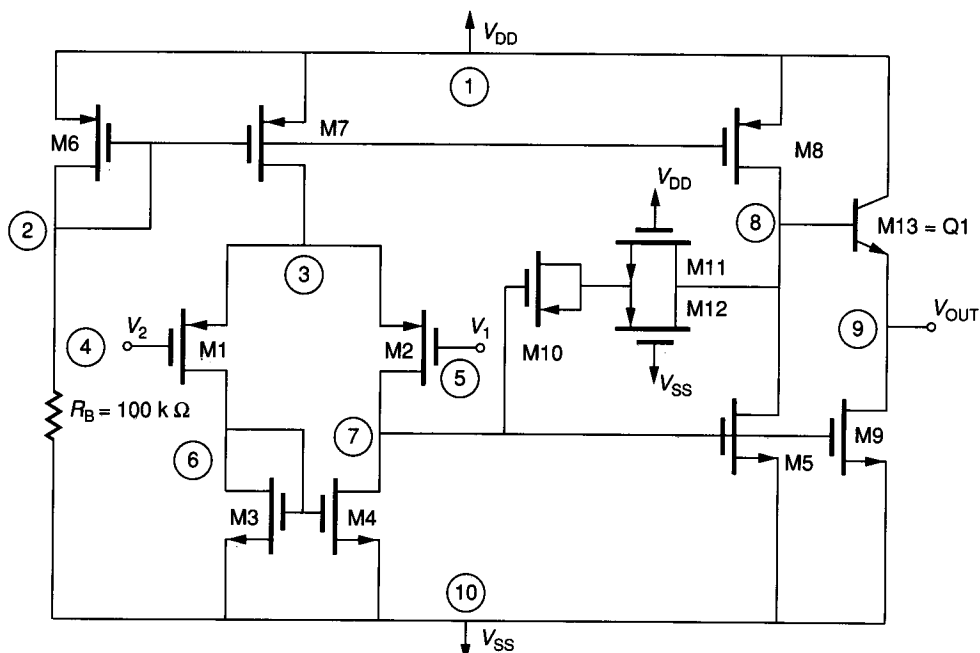 V_DD
1
M6
M7
M8
V_DD
2
8
M13 = Q1
3
M11
V_2
V_1
M12
V_OUT
4
M1
M2
M10
9
5
V_SS
R_B = 100 k Ω
7
M9
6
M5
M3
M4
10
V_SS